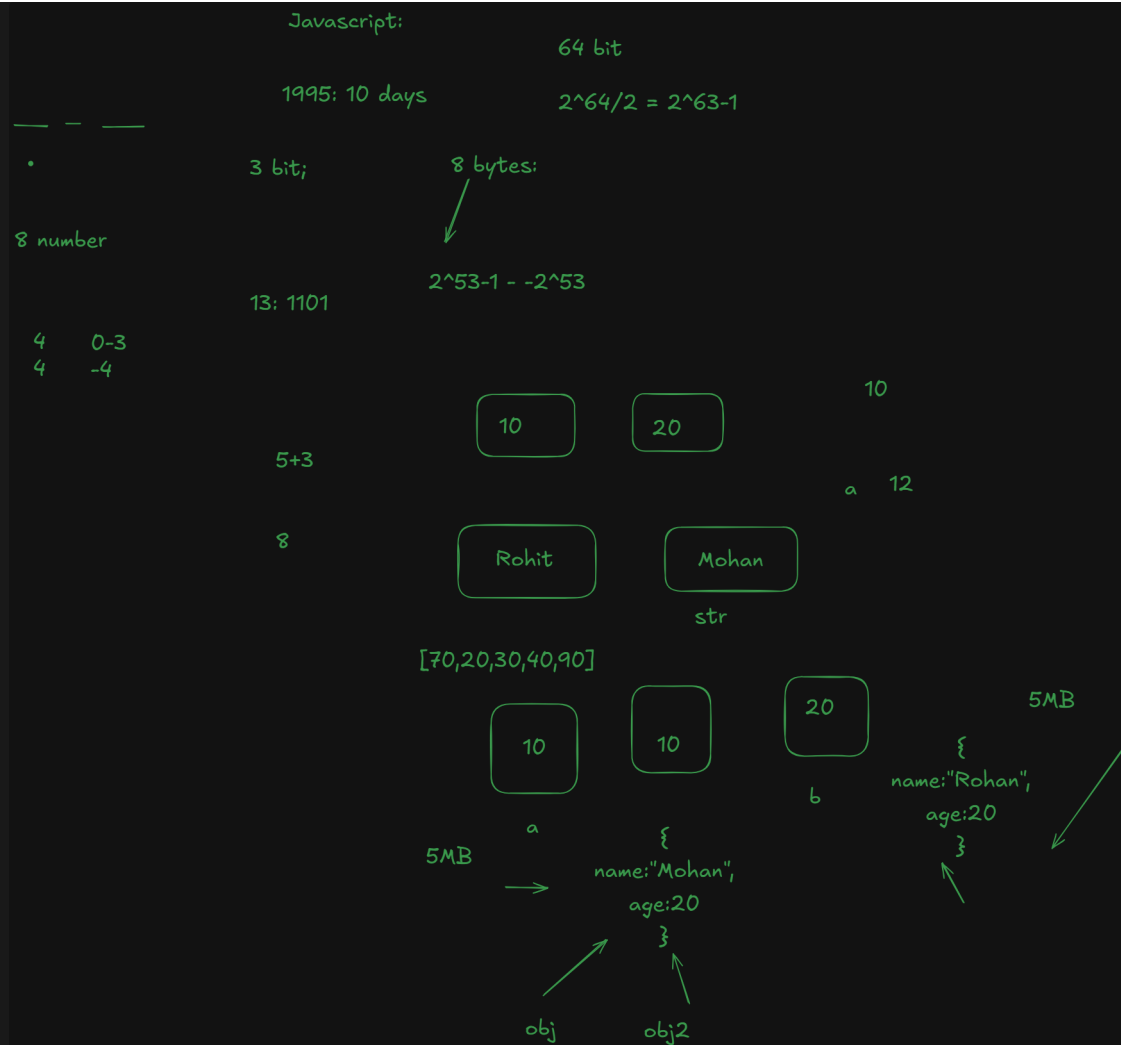 Javascript:
64 bit
1995: 10 days
2^64/2 = 2^63-1
3 bit;
8 bytes:
8 number
2^53-1 - -2^53
13: 1101
4 0-3
4 -4
10
10
20
5+3
a 12
8
Rohit
Mohan
str
[70,20,30,40,90]
5MB
20
10
10
{
name:"Rohan",
age:20
}
b
a
5MB
{
name:"Mohan",
age:20
}
obj
obj2